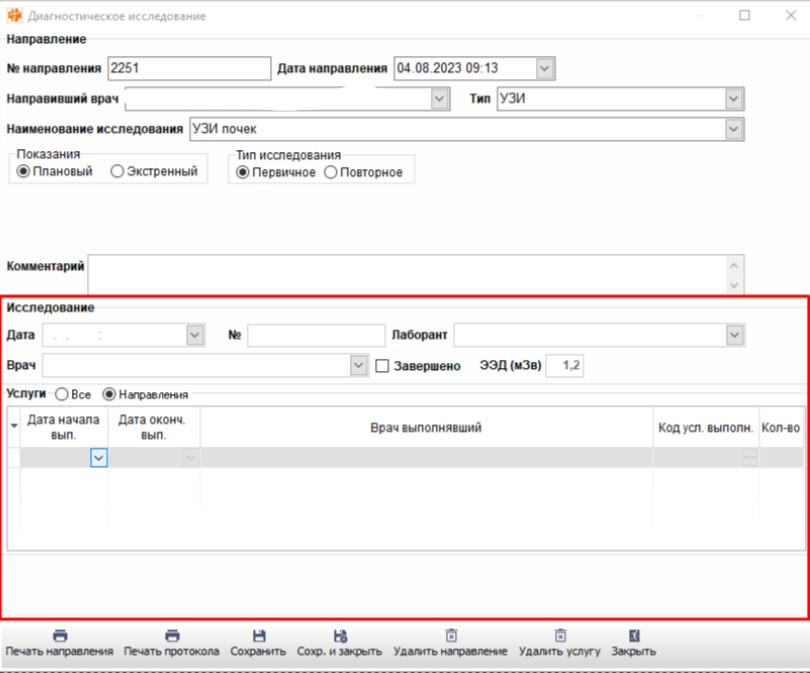 Диагностическое исследование
Направление
№ направления 2251 Дата направления 04.08.2023 09:13
Направивший врач Тип УЗИ
Наименование исследования УЗИ почек
Показания Тип исследования
Плановый Экстренный Первичное Повторное
Комментарий
Исследование
Дата . . : № Лаборант
Врач Завершено ЭЭД (мЗв) 1,2
Услуги Все Направления
Дата начала вып. Дата оконч. вып. Врач выполнявший Код усл. выполн. Кол-во
Печать направления Печать протокола Сохранить Сохр. и закрыть Удалить направление Удалить услугу Закрыть